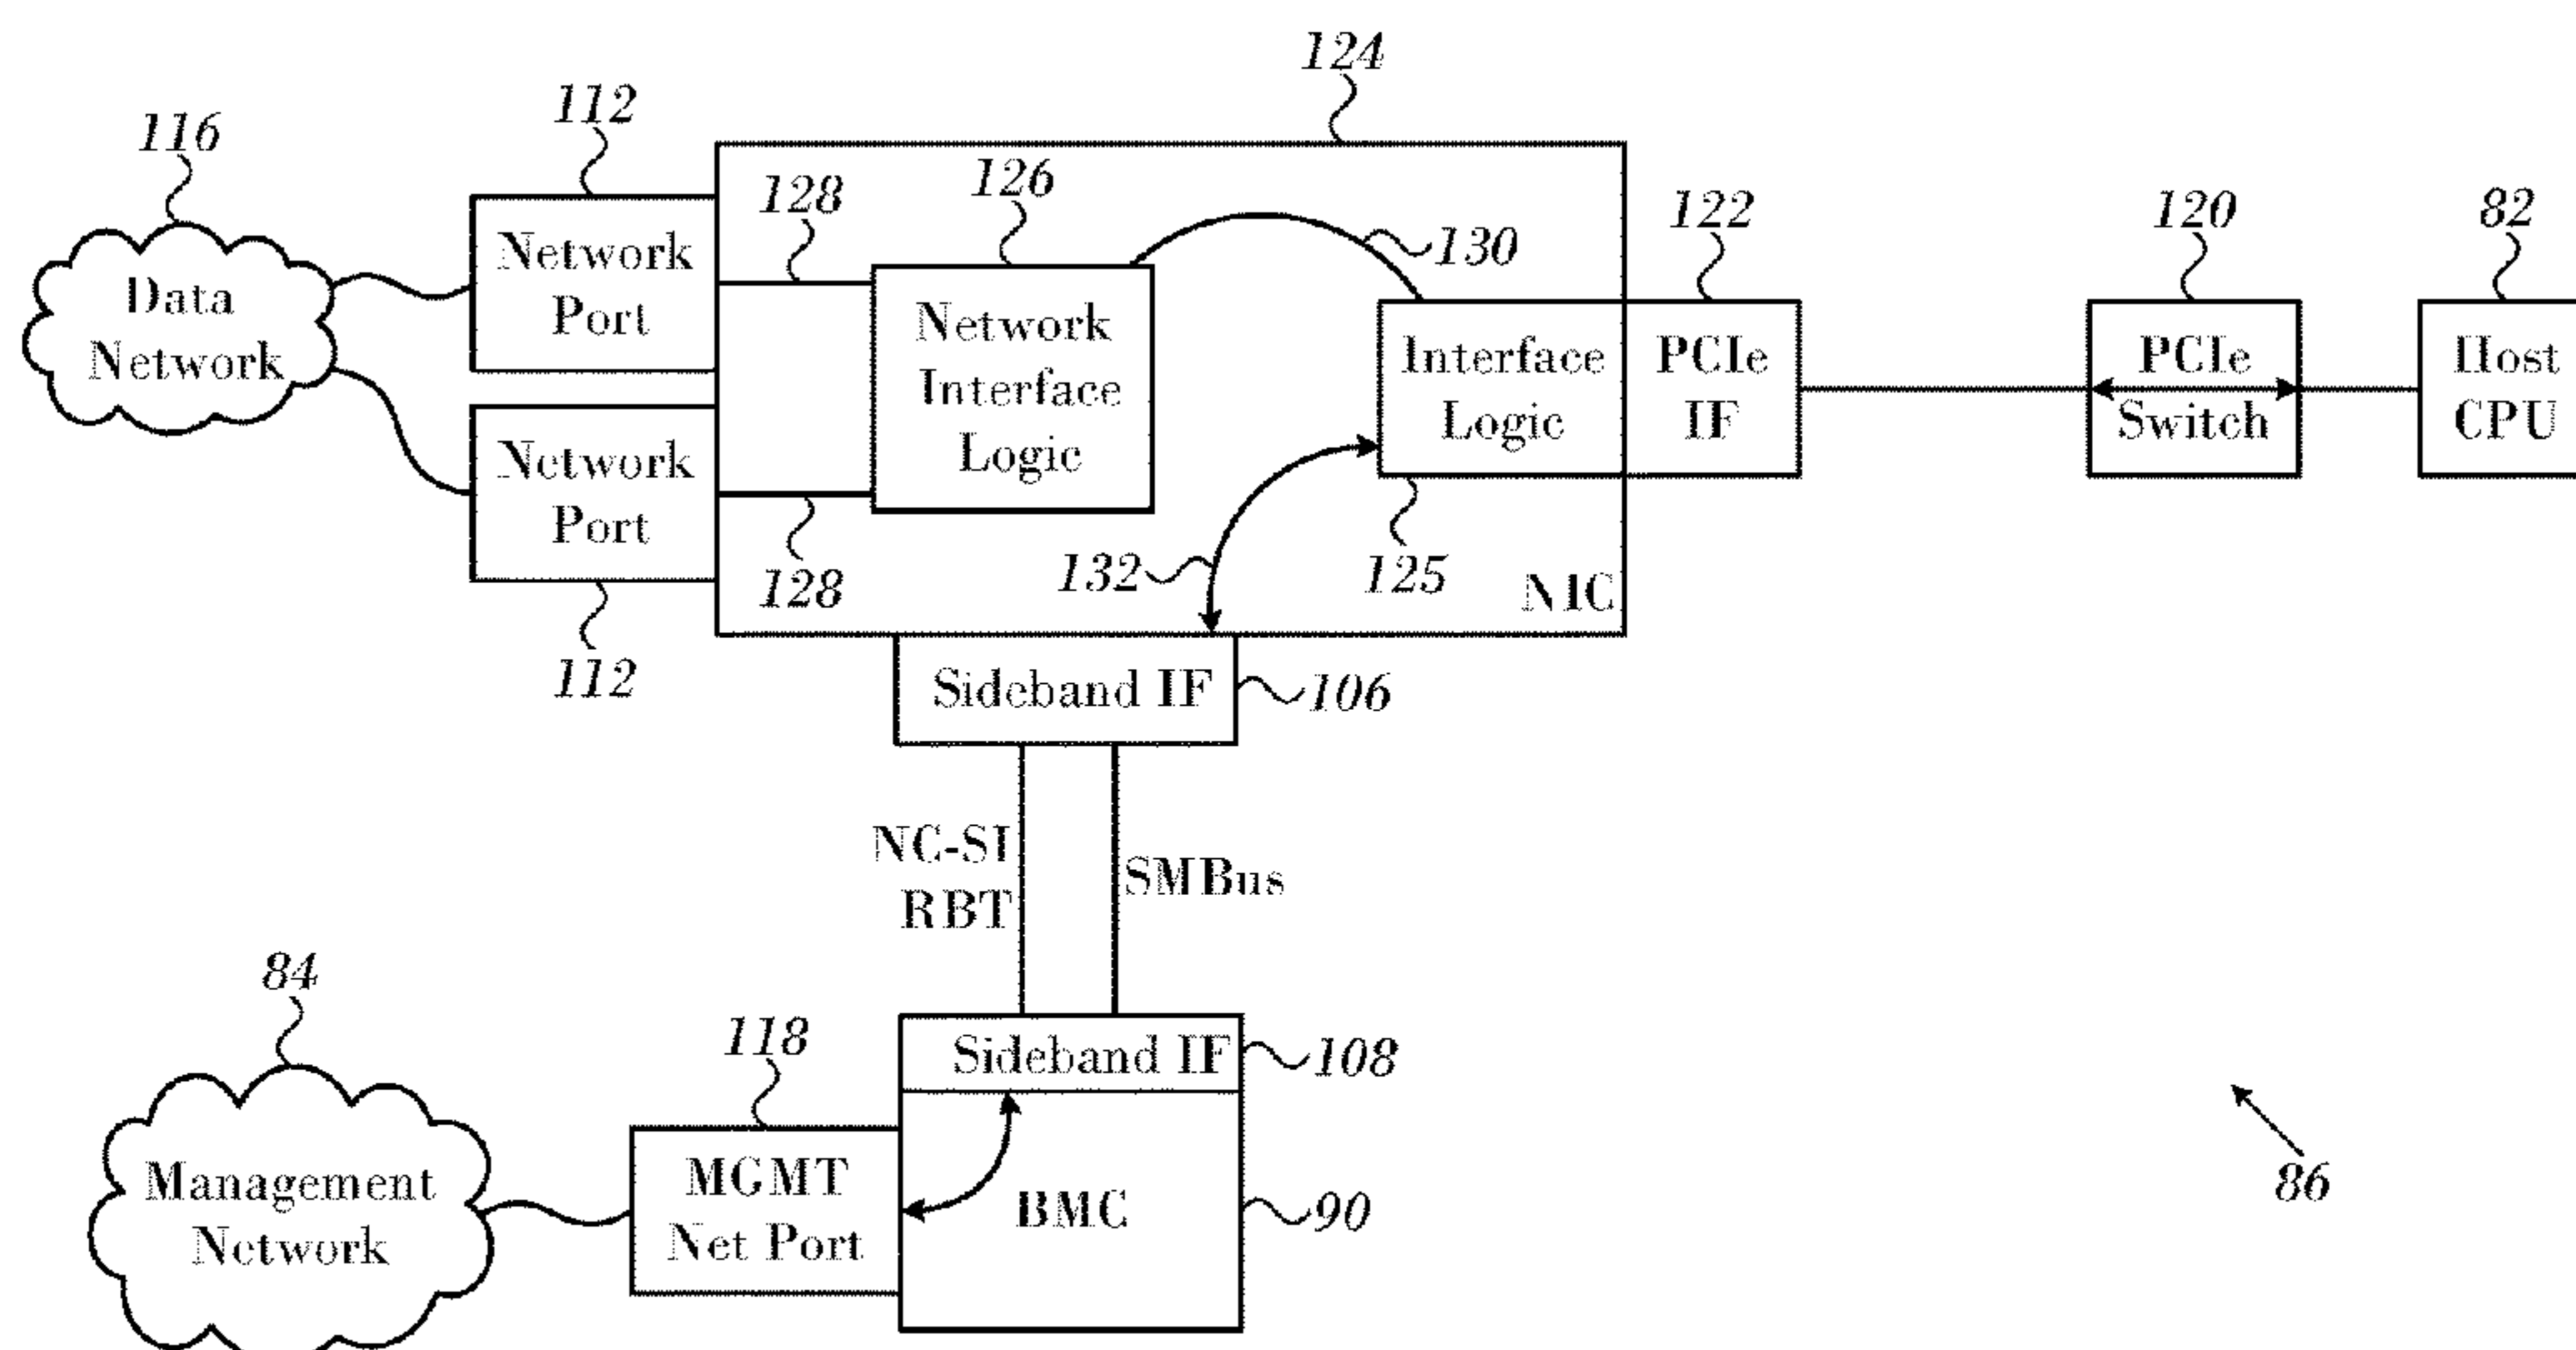 124
112
116
128
126
122
120
82
130
Network
Port
Data
Network
Network
Interface
Logic
Interface
Logic
PCIe
IF
PCIe
Switch
Host
CPU
Network
Port
128
132
125
NIC
112
Sideband IF
106
NC-SI
RBT
SMBus
84
118
Sideband IF
108
MGMT
Net Port
BMC
90
Management
Network
86